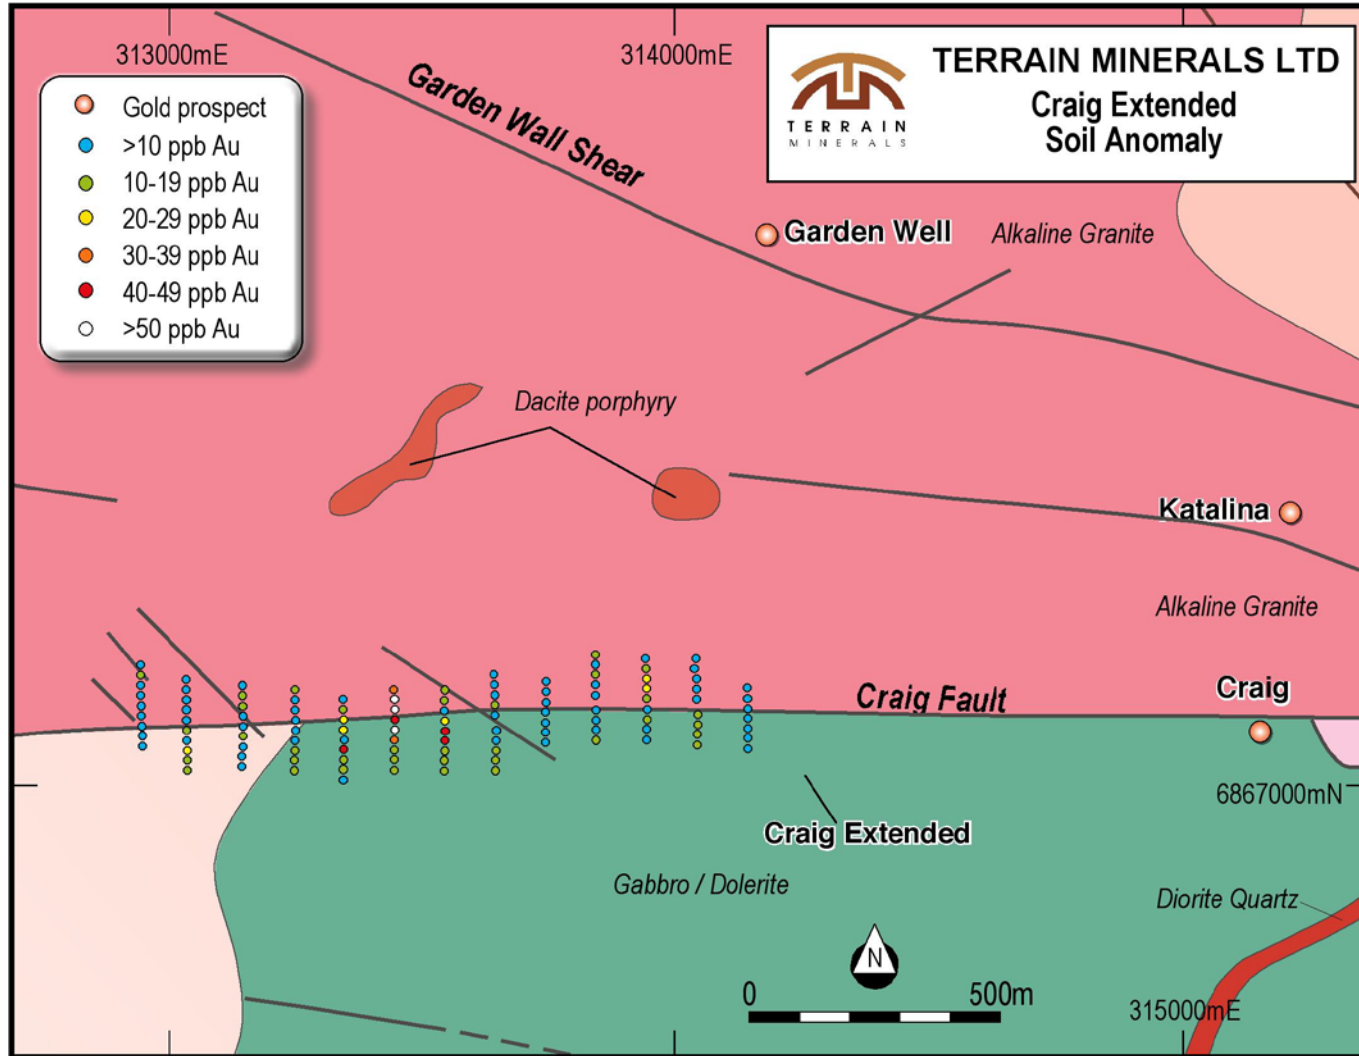 313000mE
314000mE
TERRAIN
MINERALS
TERRAIN MINERALS LTD
Craig Extended
Soil Anomaly
Gold prospect
>10 ppb Au
10-19 ppb Au
20-29 ppb Au
30-39 ppb Au
40-49 ppb Au
>50 ppb Au
Garden Wall Shear
Garden Well
Alkaline Granite
Dacite porphyry
Katalina
Alkaline Granite
Craig Fault
Craig
6867000mN
Craig Extended
Gabbro / Dolerite
Diorite Quartz
N
0 500m
315000mE